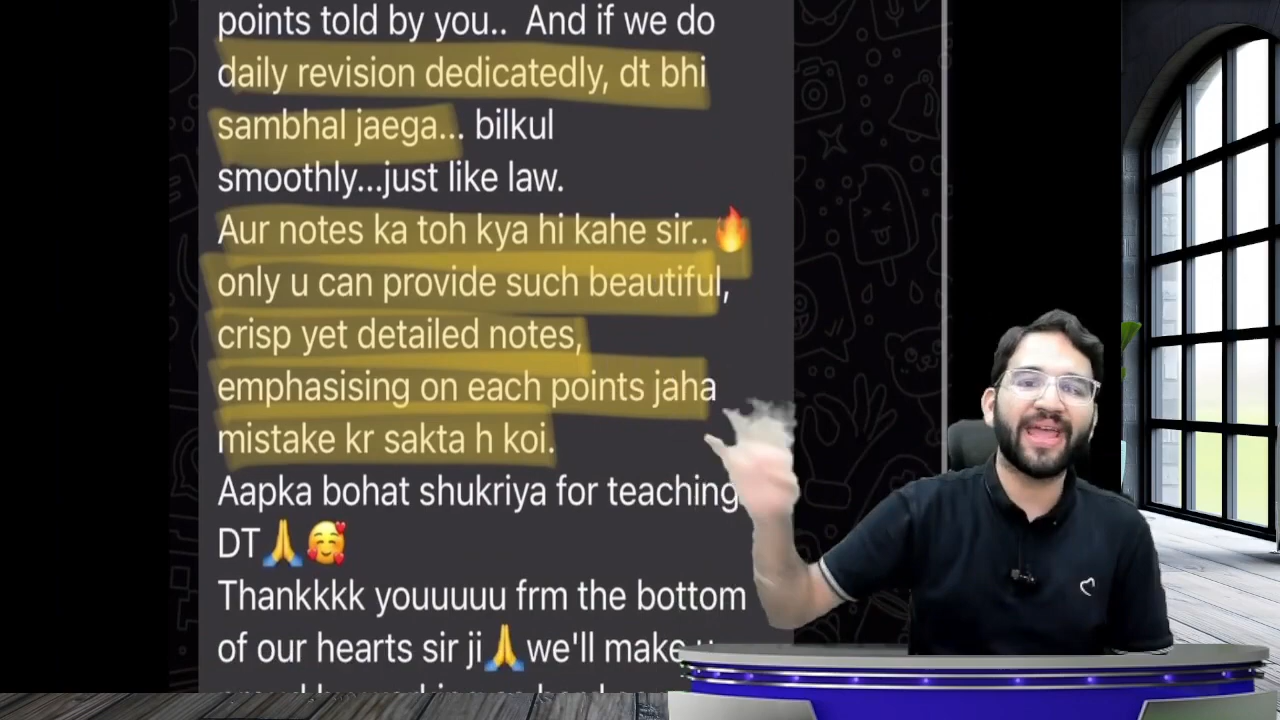 points told by you.. And if we do
daily revision dedicatedly, dt bhi
sambhal jaega... bilkul
smoothly...just like law.
Aur notes ka toh kya hi kahe sir..🔥
only u can provide such beautiful,
crisp yet detailed notes,
emphasising on each points jaha
mistake kr sakta h koi.
Aapka bohat shukriya for teaching
DT🙏🥰
Thankkkk youuuuu frm the bottom
of our hearts sir ji🙏we'll make